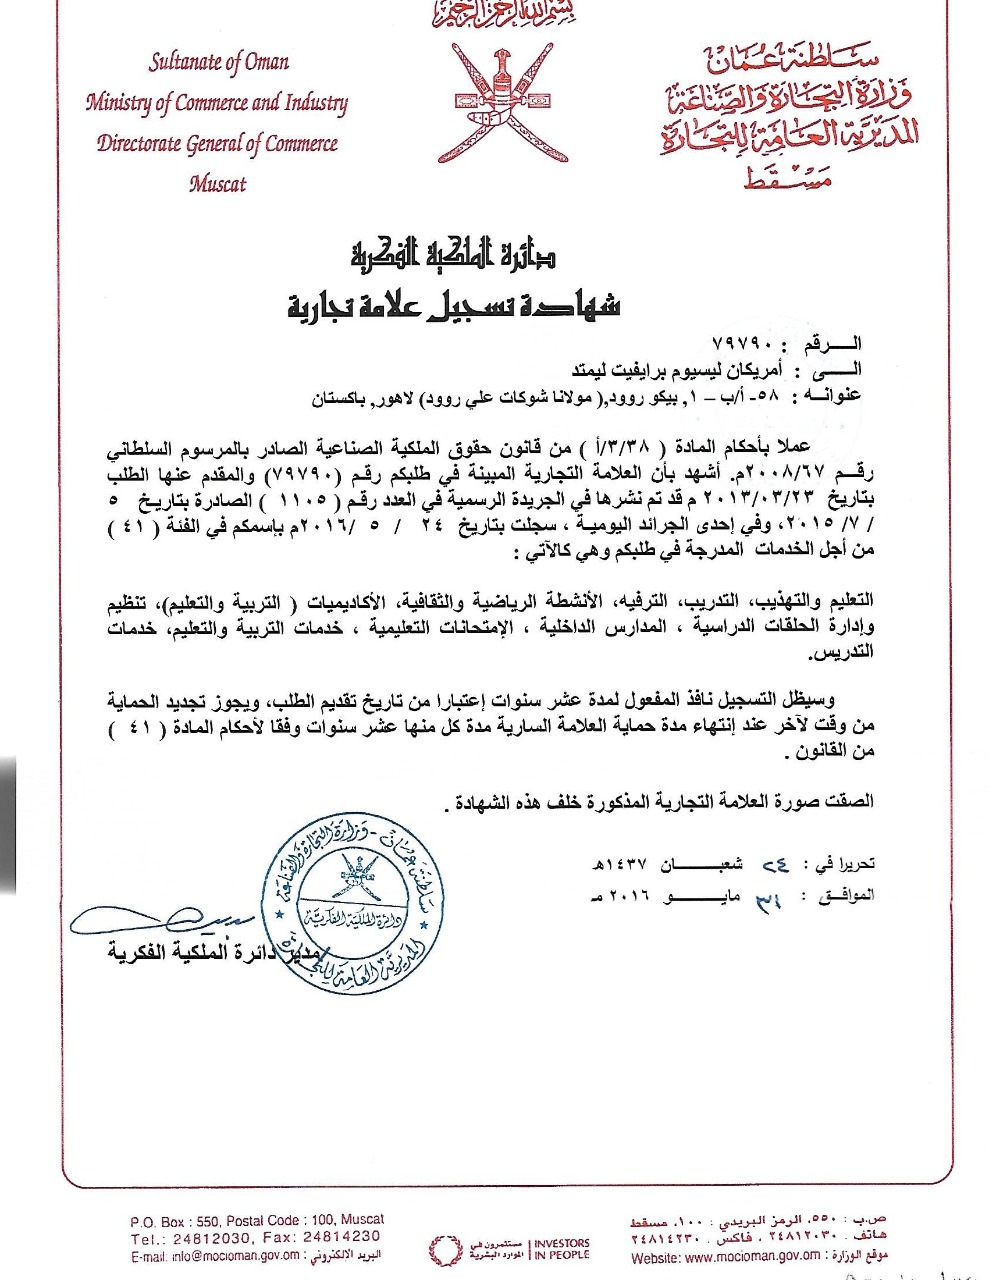 بسم الله الرحمن الرحيم
Sultanate of Oman
Ministry of Commerce and Industry
Directorate General of Commerce
Muscat
سلطنة عمان
وزارة التجارة والصناعة
المديرية العامة للتجارة
مسقط
دائرة الملكية الفكرية
شهادة تسجيل علامة تجارية
الـــرقم : ٧٩٧٩٠
الـــــى : أمريكان ليسيوم برايفيت ليمتد
عنوانـــه : ٥٨- أ/ب – ١, بيكو روود,( مولانا شوكات علي روود) لاهور, باكستان
عملا بأحكام المادة ( ٣/٣٨/أ ) من قانون حقوق الملكية الصناعية الصادر بالمرسوم السلطاني
رقـم ٢٠٠٨/٦٧م. أشهد بأن العلامة التجارية المبينة في طلبكم رقـم (٧٩٧٩٠) والمقدم عنها الطلب
بتاريخ ٢٠١٣/٠٣/٢٣ م قد تم نشرها في الجريدة الرسمية في العدد رقـم ( ١١٠٥ ) الصادرة بتاريخ ٥
/ ٧/ ٢٠١٥، وفي إحدى الجرائد اليومية ، سجلت بتاريخ ٢٤ / ٥ /٢٠١٦م بإسمكم في الفئة ( ٤١ )
من أجل الخدمات المدرجة في طلبكم وهي كالآتي :
التعليم والتهذيب، التدريب، الترفيه، الأنشطة الرياضية والثقافية، الأكاديميات ( التربية والتعليم)، تنظيم
وإدارة الحلقات الدراسية ، المدارس الداخلية ، الإمتحانات التعليمية ، خدمات التربية والتعليم، خدمات
التدريس.
وسيظل التسجيل نافذ المفعول لمدة عشر سنوات إعتبارا من تاريخ تقديم الطلب، ويجوز تجديد الحماية
من وقت لآخر عند إنتهاء مدة حماية العلامة السارية مدة كل منها عشر سنوات وفقا لأحكام المادة ( ٤١ )
من القانون .
الصقت صورة العلامة التجارية المذكورة خلف هذه الشهادة .
تحريرا في : ٢٤ شعبـــــان ١٤٣٧هـ
الموافـق : ٣١ مايــــــو ٢٠١٦ مـ
سلطنة عمان - وزارة التجارة والصناعة
دائرة الملكية الفكرية
المديرية العامة للتجارة
مدير دائرة الملكية الفكرية
P.O. Box : 550, Postal Code : 100, Muscat
Tel.: 24812030, Fax: 24814230
E-mail: info@mocioman.gov.om : البريد الالكتروني
مستثمرون في
الموارد البشرية
INVESTORS
IN PEOPLE
ص.ب : ٥٥٠، الرمز البريدي : ١٠٠، مسقط
هاتف : ٢٤٨١٢٠٣٠ ، فاكس : ٢٤٨١٤٢٣٠
Website: www.mocioman.gov.om : موقع الوزارة